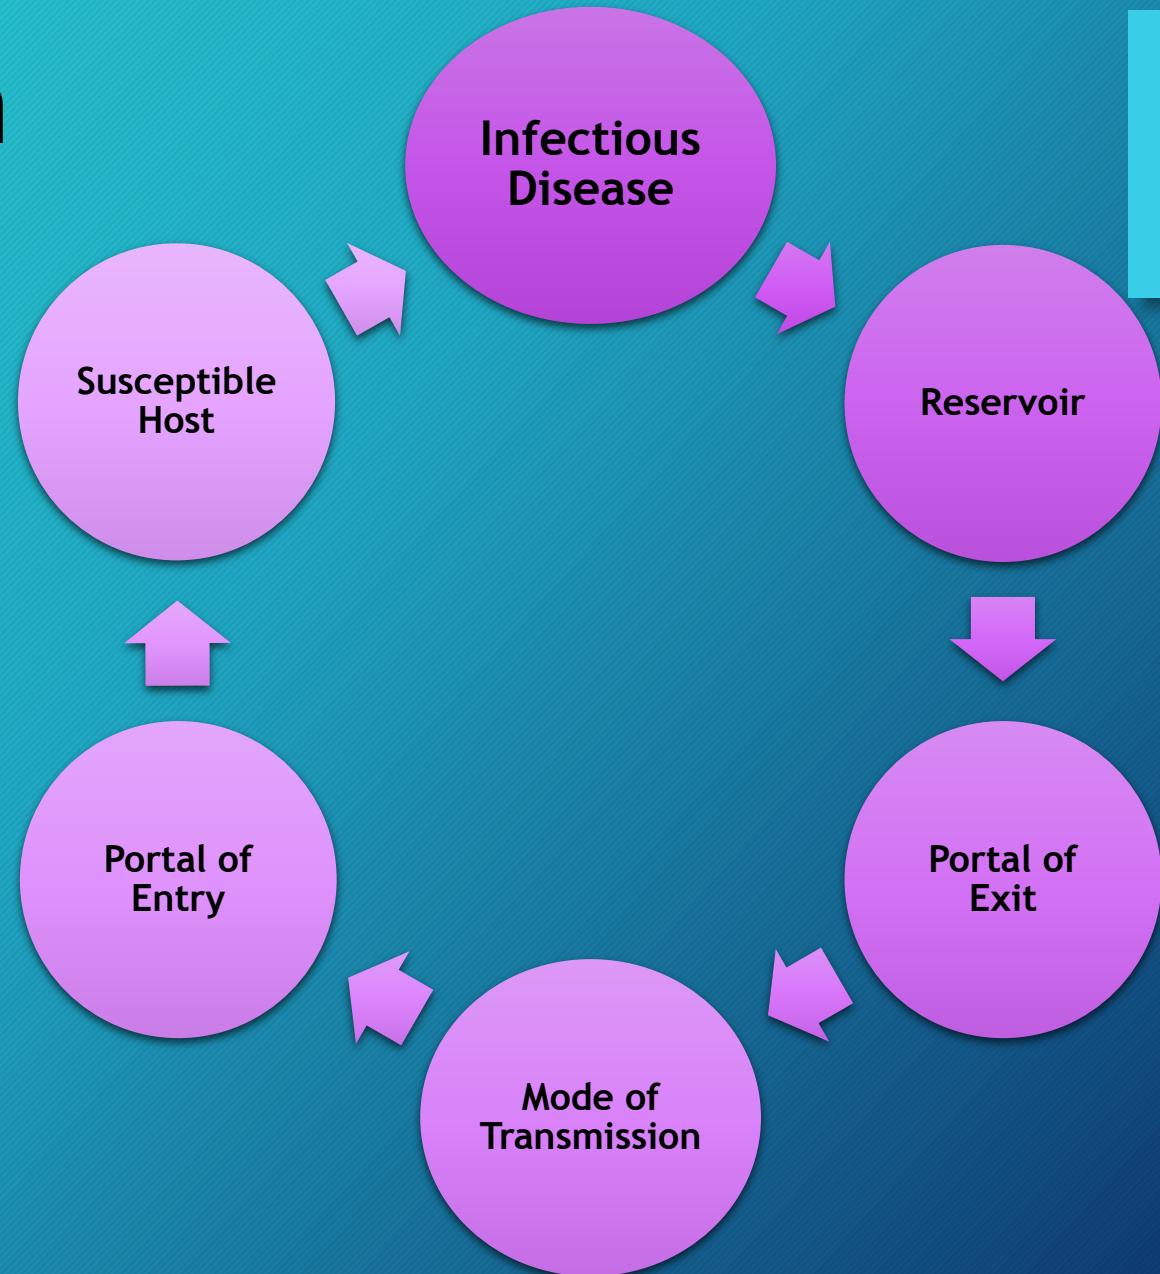 Infectious
Disease
Reservoir
Portal of
Exit
Mode of
Transmission
Portal of
Entry
Susceptible
Host